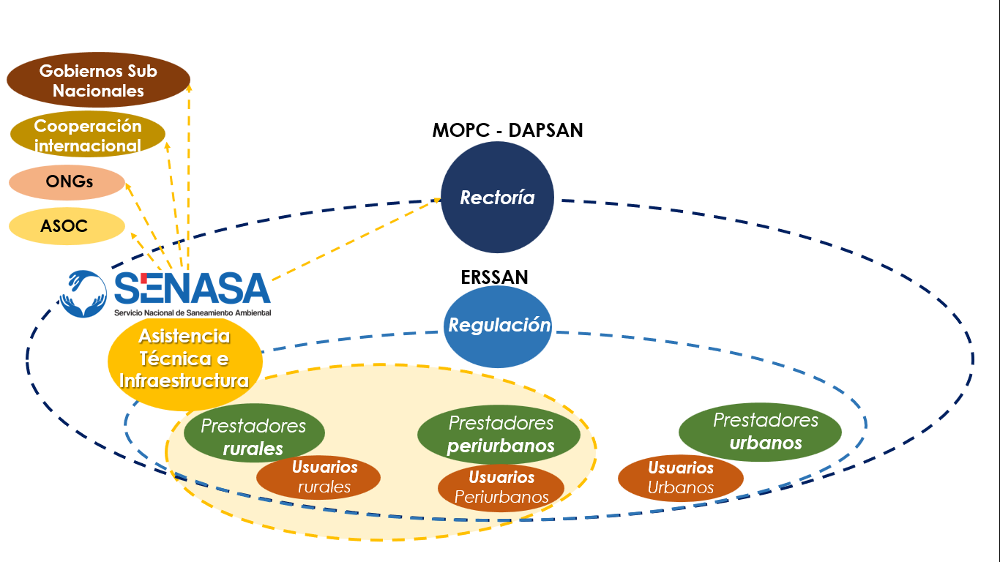 Gobiernos Sub
Nacionales
Cooperación
internacional
ONGs
ASOC
MOPC - DAPSAN
Rectoría
SENASA
Servicio Nacional de Saneamiento Ambiental
ERSSAN
Regulación
Asistencia
Técnica e
Infraestructura
Prestadores
rurales
Usuarios
rurales
Prestadores
periurbanos
Usuarios
Periurbanos
Prestadores
urbanos
Usuarios
Urbanos